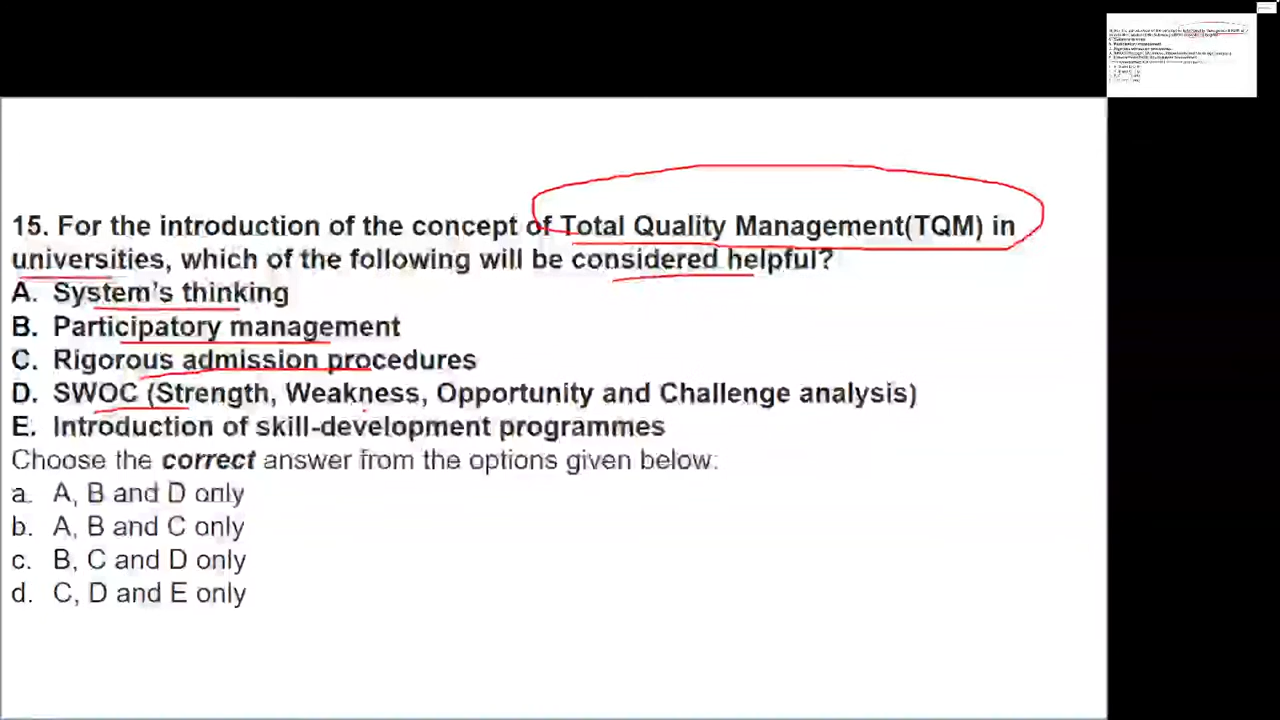 15. For the introduction of the concept of Total Quality Management(TQM) in
universities, which of the following will be considered helpful?
A. System's thinking
B. Participatory management
C. Rigorous admission procedures
D. SWOC (Strength, Weakness, Opportunity and Challenge analysis)
E. Introduction of skill-development programmes
Choose the correct answer from the options given below:
a. A, B and D only
b. A, B and C only
c. B, C and D only
d. C, D and E only